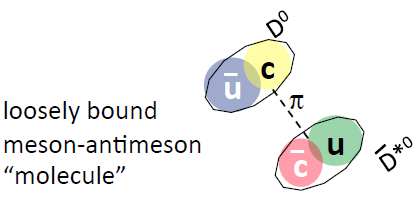 D⁰
c
ū
π
loosely bound
meson-antimeson
“molecule”
u
c̄
D̄*⁰